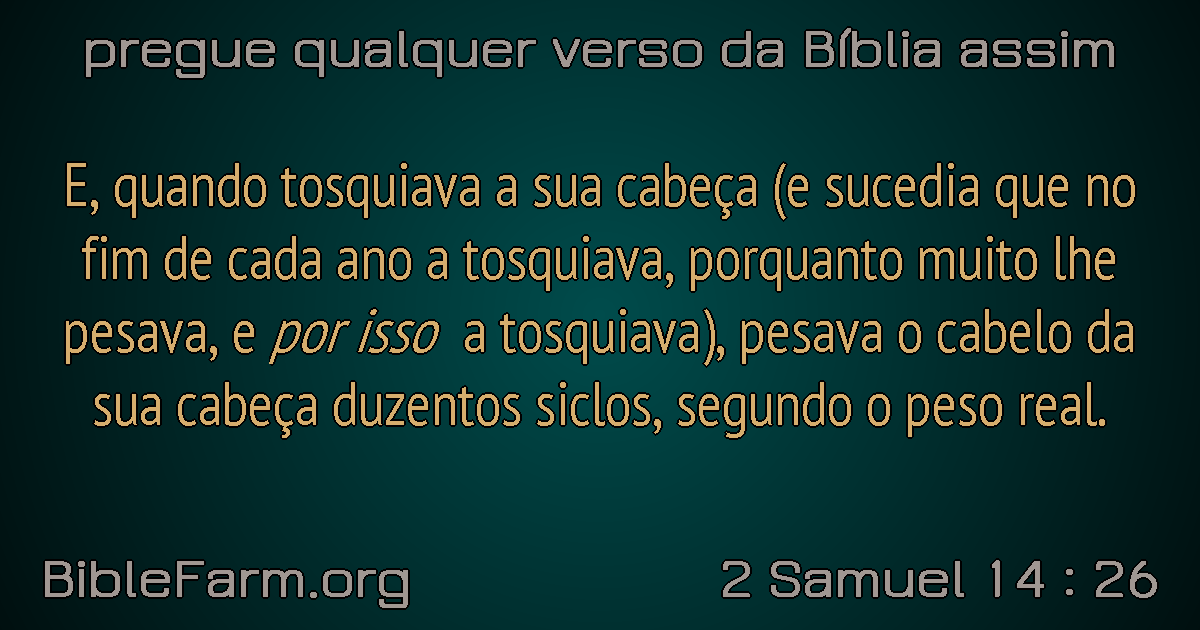 pregue qualquer verso da Bíblia assim
E, quando tosquiava a sua cabeça (e sucedia que no
fim de cada ano a tosquiava, porquanto muito lhe
pesava, e por isso a tosquiava), pesava o cabelo da
sua cabeça duzentos siclos, segundo o peso real.
BibleFarm.org
2 Samuel 14 : 26